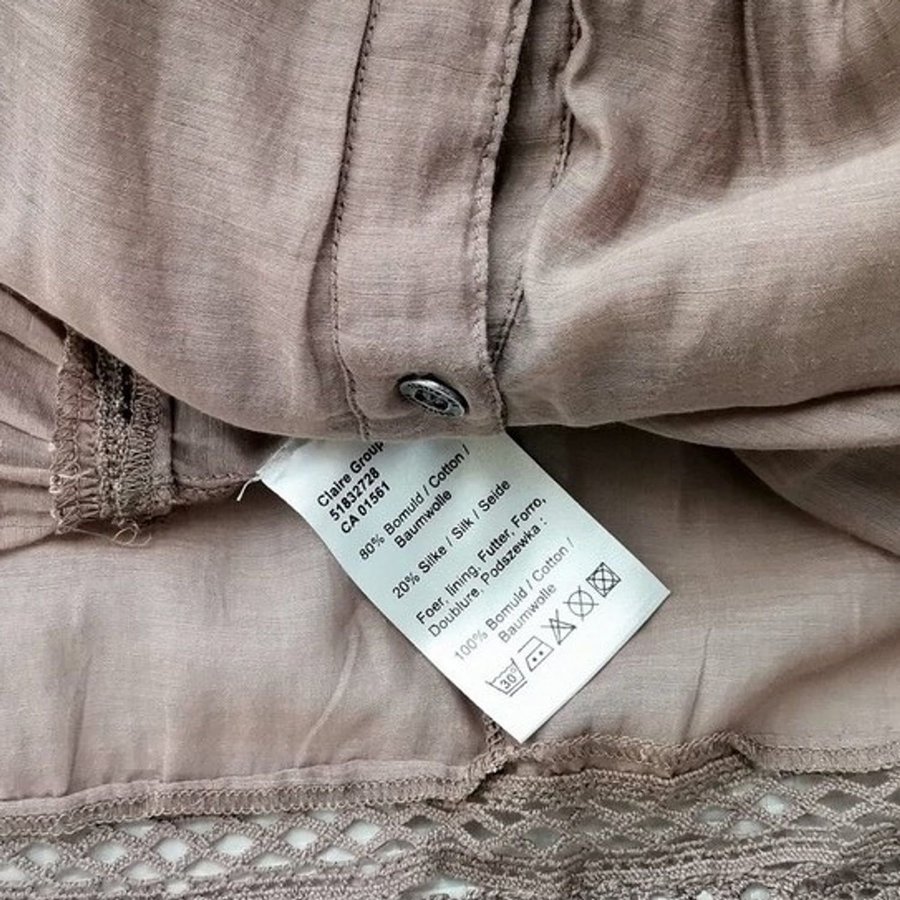 Claire Group
51832728
CA 01561
80% Bomuld / Cotton /
Baumwolle
20% Silke / Silk / Seide
Foer, lining, Futter, Forro,
Doublure, Podszewka :
100% Bomuld / Cotton /
Baumwolle
30°